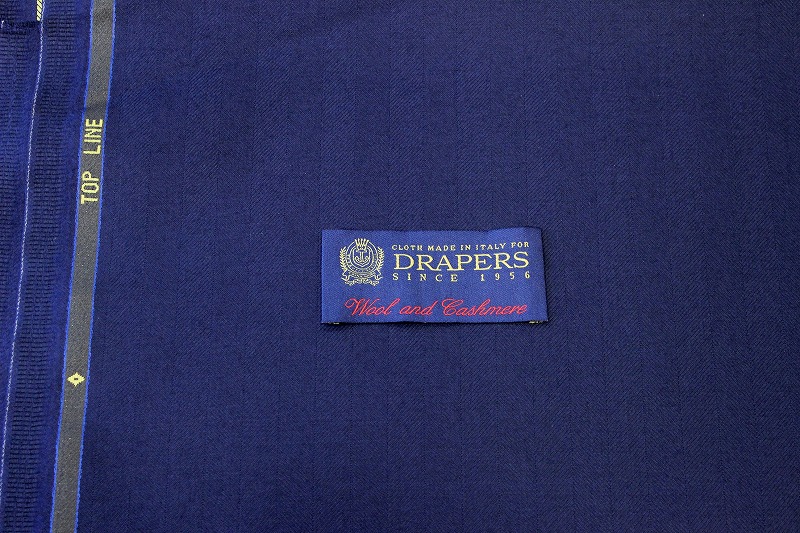 TOP LINE
CLOTH MADE IN ITALY FOR
DRAPERS
SINCE 1956
Wool and Cashmere